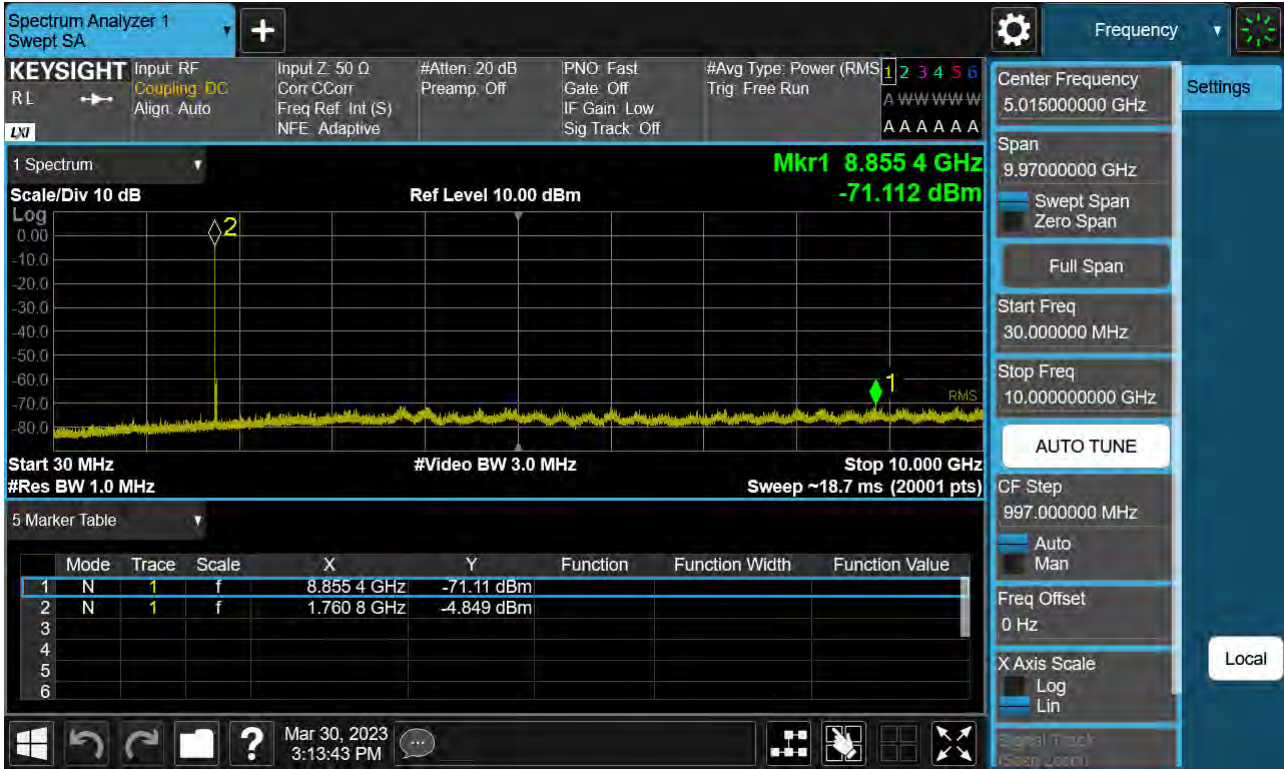 Spectrum Analyzer 1
Swept SA
Frequency
KEYSIGHT
RL
LXI
Input: RF
Coupling: DC
Align: Auto
Input Z: 50 Ω
Corr CCorr
Freq Ref: Int (S)
NFE: Adaptive
#Atten: 20 dB
Preamp: Off
PNO: Fast
Gate: Off
IF Gain: Low
Sig Track: Off
#Avg Type: Power (RMS
Trig: Free Run
1 2 3 4 5 6
A W W W W W
A A A A A A
1 Spectrum
Scale/Div 10 dB
Ref Level 10.00 dBm
Mkr1 8.855 4 GHz
-71.112 dBm
Log
0.00
-10.0
-20.0
-30.0
-40.0
-50.0
-60.0
-70.0
-80.0
2
1
RMS
Start 30 MHz
#Video BW 3.0 MHz
Stop 10.000 GHz
#Res BW 1.0 MHz
Sweep ~18.7 ms (20001 pts)
5 Marker Table
Mode Trace Scale X Y Function Function Width Function Value
1 N 1 f 8.855 4 GHz -71.11 dBm
2 N 1 f 1.760 8 GHz -4.849 dBm
3
4
5
6
Mar 30, 2023
3:13:43 PM
?
Center Frequency
5.015000000 GHz
Settings
Span
9.97000000 GHz
Swept Span
Zero Span
Full Span
Start Freq
30.000000 MHz
Stop Freq
10.000000000 GHz
AUTO TUNE
CF Step
997.000000 MHz
Auto
Man
Freq Offset
0 Hz
X Axis Scale
Log
Lin
Local
Signal Track
(Span Zoom)